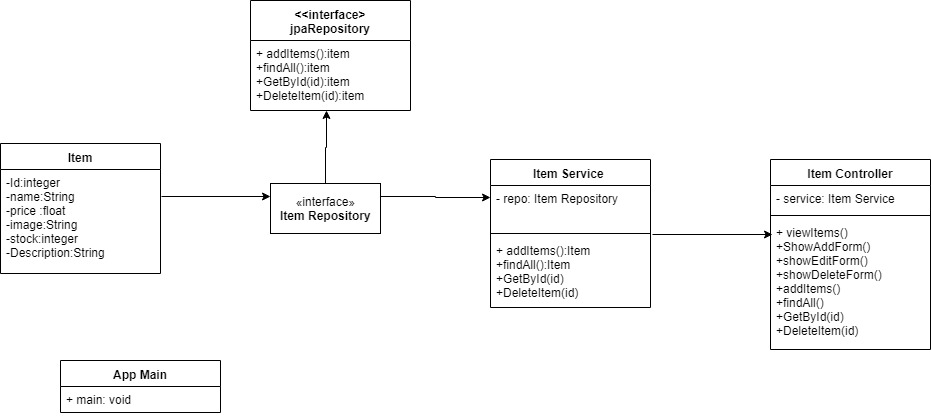 <<interface>
jpaRepository
+ addItems():item
+findAll():item
+GetById(id):item
+DeleteItem(id):item
Item
-Id:integer
-name:String
-price :float
-image:String
-stock:integer
-Description:String
«interface»
Item Repository
Item Service
- repo: Item Repository
+ addItems():Item
+findAll():Item
+GetById(id)
+DeleteItem(id)
Item Controller
- service: Item Service
+ viewItems()
+ShowAddForm()
+showEditForm()
+showDeleteForm()
+addItems()
+findAll()
+GetById(id)
+DeleteItem(id)
App Main
+ main: void